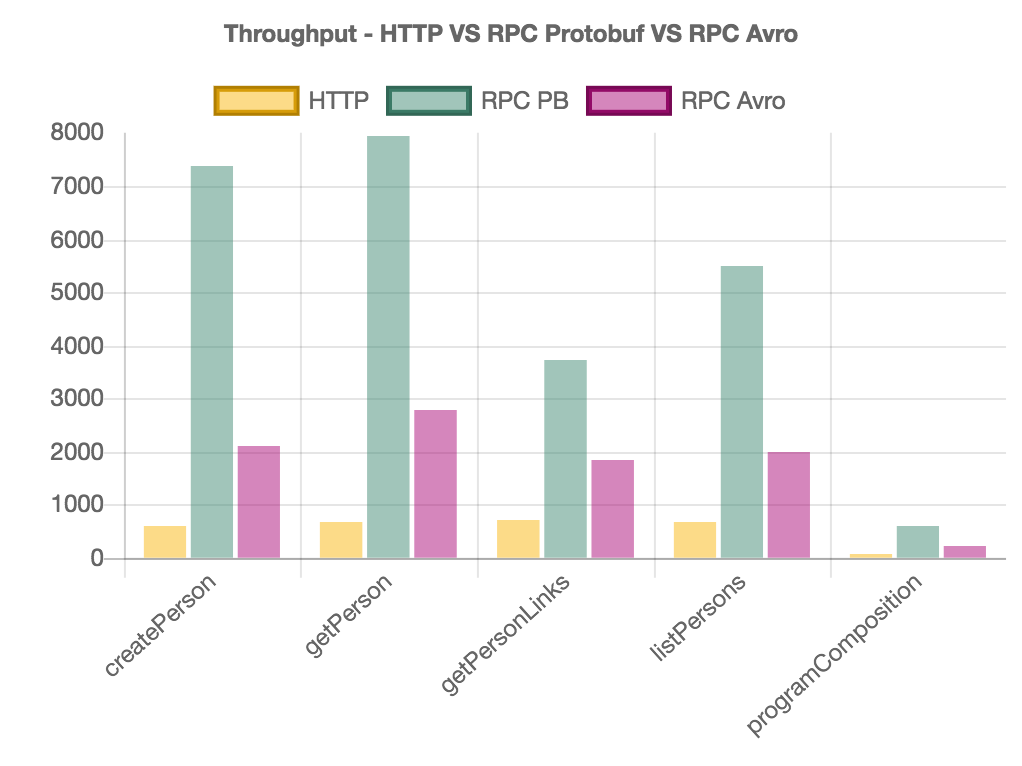 Throughput - HTTP VS RPC Protobuf VS RPC Avro
HTTP RPC PB RPC Avro
8000
7000
6000
5000
4000
3000
2000
1000
0
createPerson
getPerson
getPersonLinks
listPersons
programComposition